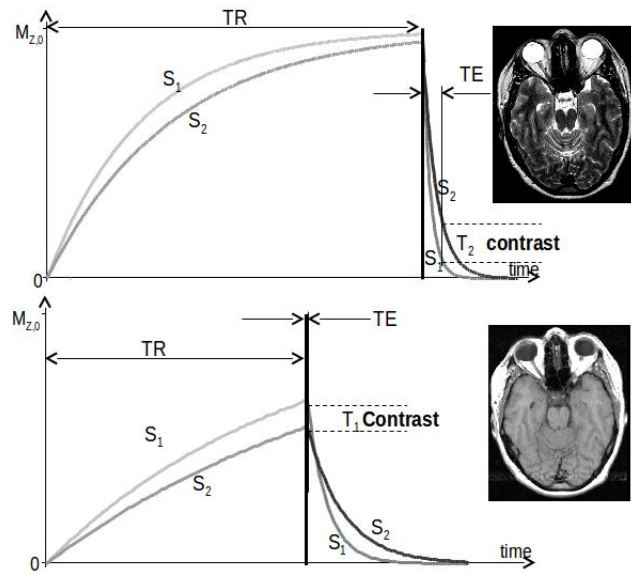 M_Z,0
TR
TE
S₁
S₂
S₂
T₂ contrast
S₁
time
0
M_Z,0
TE
TR
T₁ Contrast
S₁
S₂
S₂
S₁
time
0